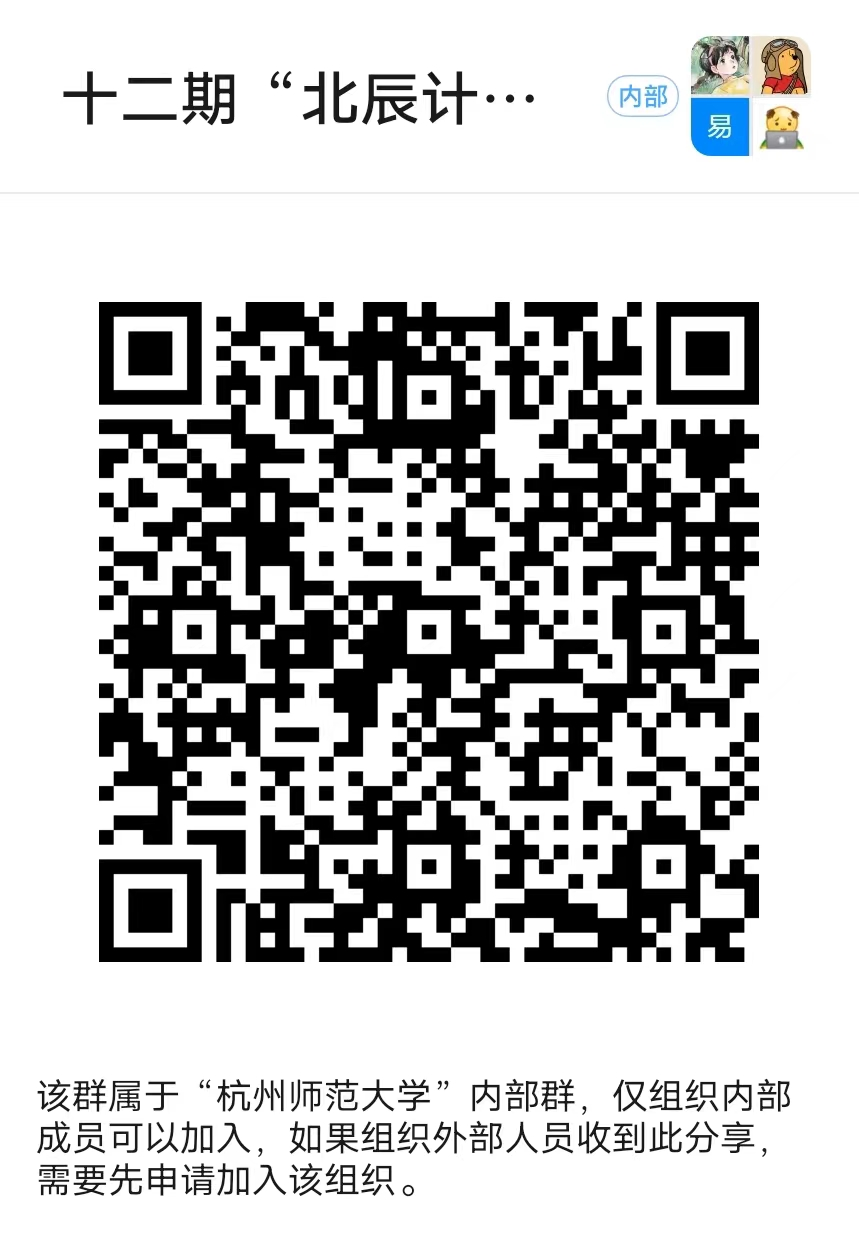 十二期“北辰计…
内部
易
该群属于“杭州师范大学”内部群，仅组织内部
成员可以加入，如果组织外部人员收到此分享，
需要先申请加入该组织。